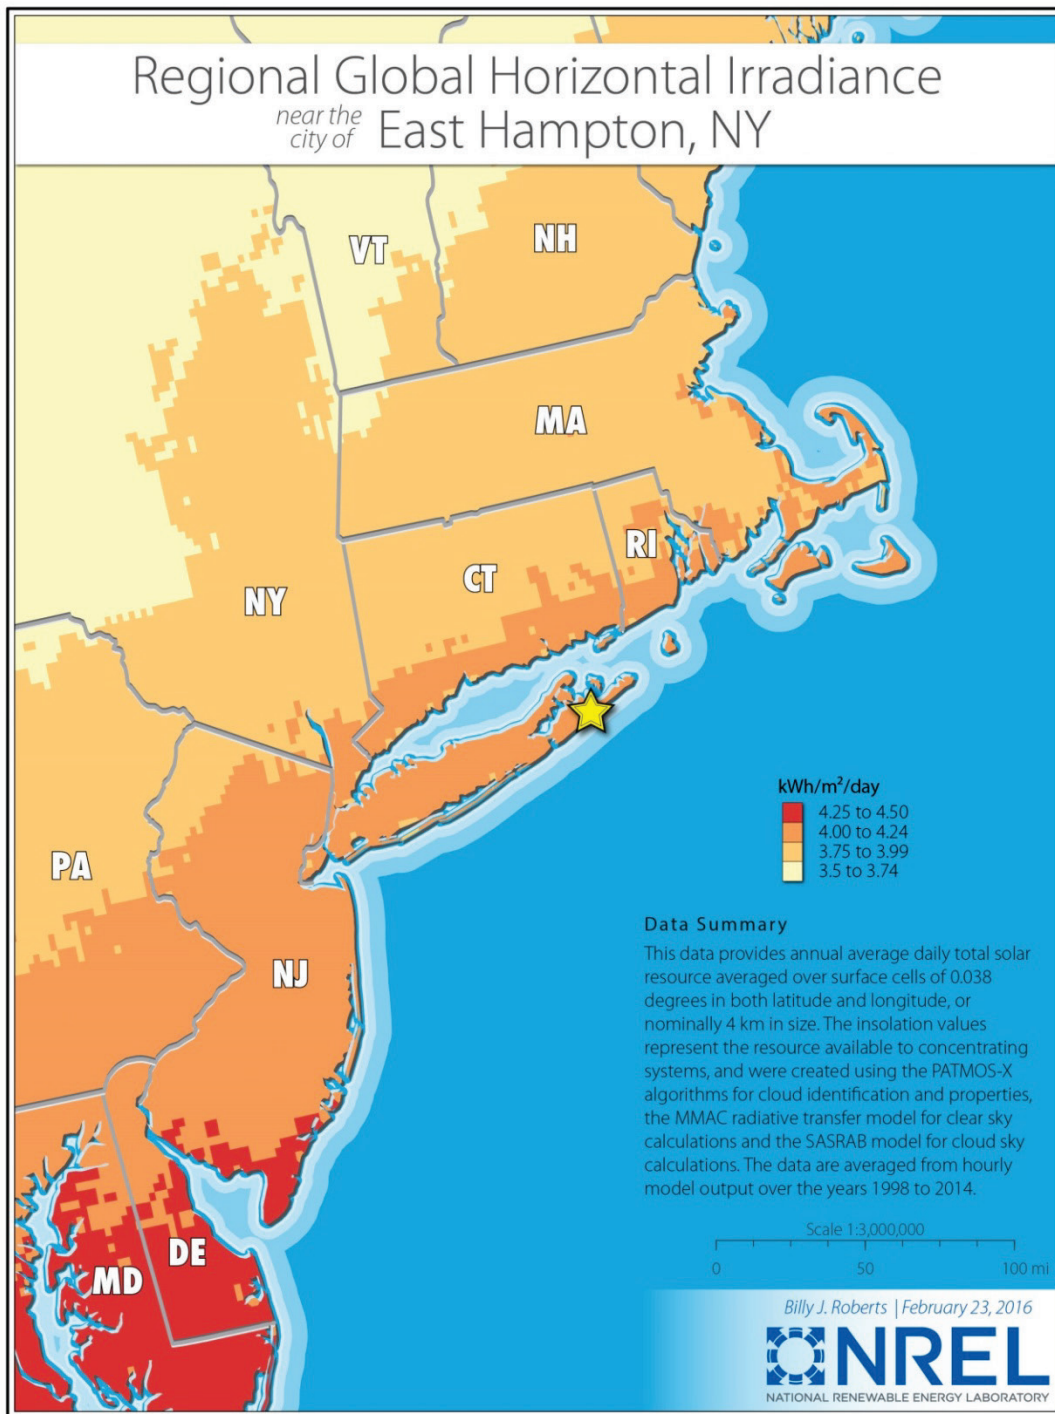 Regional Global Horizontal Irradiance
near the
city of East Hampton, NY
VT
NH
MA
RI
CT
NY
PA
NJ
DE
MD
kWh/m²/day
4.25 to 4.50
4.00 to 4.24
3.75 to 3.99
3.5 to 3.74
Data Summary
This data provides annual average daily total solar
resource averaged over surface cells of 0.038
degrees in both latitude and longitude, or
nominally 4 km in size. The insolation values
represent the resource available to concentrating
systems, and were created using the PATMOS-X
algorithms for cloud identification and properties,
the MMAC radiative transfer model for clear sky
calculations and the SASRAB model for cloud sky
calculations. The data are averaged from hourly
model output over the years 1998 to 2014.
Scale 1:3,000,000
0 50 100 mi
Billy J. Roberts | February 23, 2016
NREL
NATIONAL RENEWABLE ENERGY LABORATORY